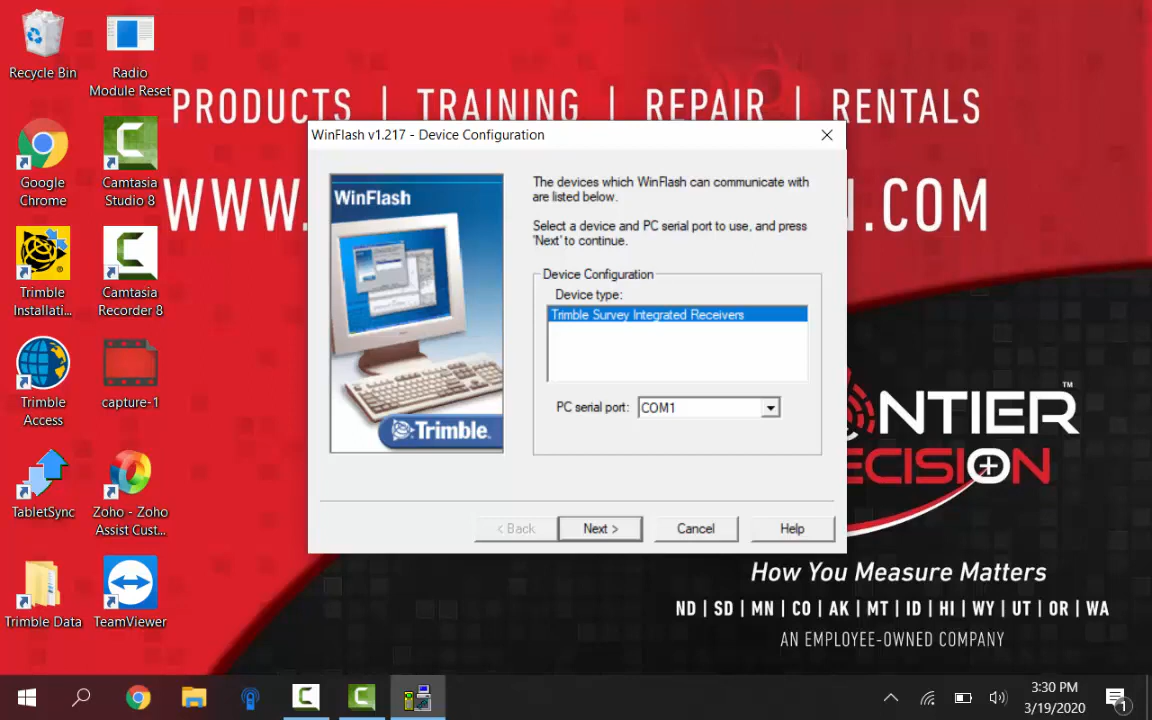 PRODUCTS | TRAINING | REPAIR | RENTALS
WWW.
N.COM
Recycle Bin
Radio
Module Reset
Google
Chrome
Camtasia
Studio 8
Trimble
Installati...
Camtasia
Recorder 8
Trimble
Access
capture-1
TabletSync
Zoho - Zoho
Assist Cust...
Trimble Data
TeamViewer
WinFlash v1.217 - Device Configuration
WinFlash
Trimble.
The devices which WinFlash can communicate with
are listed below.
Select a device and PC serial port to use, and press
'Next' to continue.
Device Configuration
Device type:
Trimble Survey Integrated Receivers
PC serial port: COM1
< Back
Next >
Cancel
Help
ONTIER™
ECISION
How You Measure Matters
ND | SD | MN | CO | AK | MT | ID | HI | WY | UT | OR | WA
AN EMPLOYEE-OWNED COMPANY
3:30 PM
3/19/2020
1